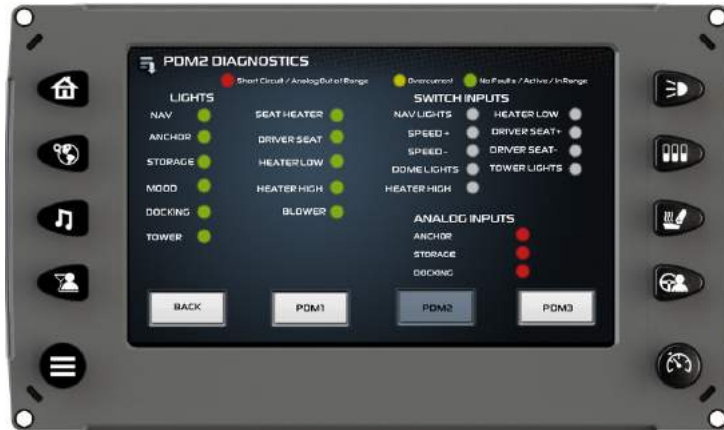 PDM2 DIAGNOSTICS
Short Circuit / Analog Out of Range
Overcurrent
No Faults / Active / In Range
LIGHTS
NAV
ANCHOR
STORAGE
MOOD
DOCKING
TOWER
SEAT HEATER
DRIVER SEAT
HEATER LOW
HEATER HIGH
BLOWER
SWITCH INPUTS
NAV LIGHTS
SPEED +
SPEED -
DOME LIGHTS
HEATER HIGH
HEATER LOW
DRIVER SEAT+
DRIVER SEAT-
TOWER LIGHTS
ANALOG INPUTS
ANCHOR
STORAGE
DOCKING
BACK
PDM1
PDM2
PDM3